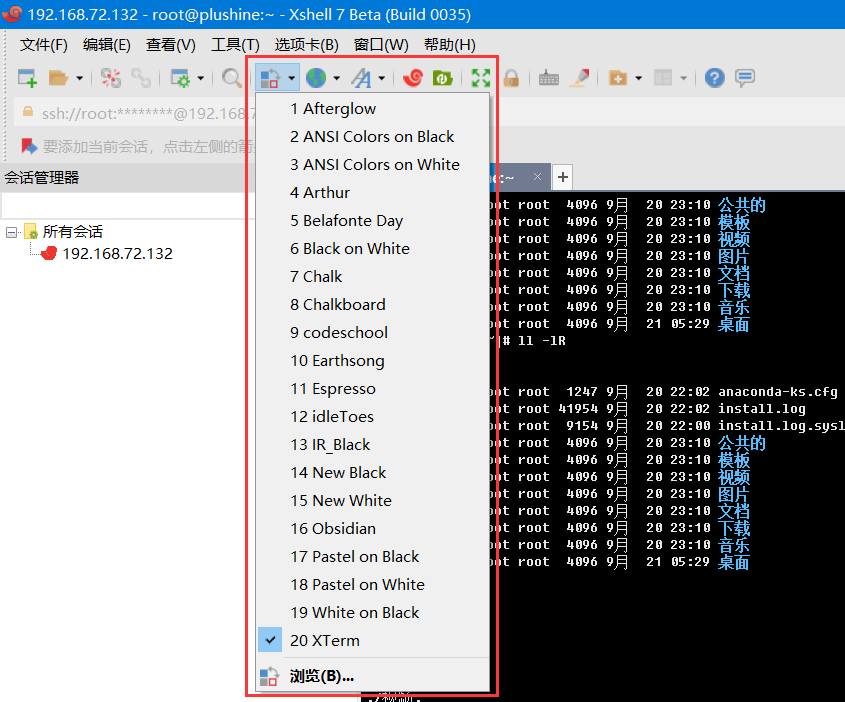 192.168.72.132 - root@plushine:~ - Xshell 7 Beta (Build 0035)
文件(F) 编辑(E) 查看(V) 工具(T) 选项卡(B) 窗口(W) 帮助(H)
ssh://root:********@192.168.7
要添加当前会话，点击左侧的箭头
会话管理器
所有会话
192.168.72.132
1 Afterglow
2 ANSI Colors on Black
3 ANSI Colors on White
4 Arthur
5 Belafonte Day
6 Black on White
7 Chalk
8 Chalkboard
9 codeschool
10 Earthsong
11 Espresso
12 idleToes
13 IR_Black
14 New Black
15 New White
16 Obsidian
17 Pastel on Black
18 Pastel on White
19 White on Black
20 XTerm
浏览(B)...
e:~ × +
oot root 4096 9月 20 23:10 公共的
oot root 4096 9月 20 23:10 模板
oot root 4096 9月 20 23:10 视频
oot root 4096 9月 20 23:10 图片
oot root 4096 9月 20 23:10 文档
oot root 4096 9月 20 23:10 下载
oot root 4096 9月 20 23:10 音乐
oot root 4096 9月 21 05:29 桌面
~]# ll -lR
oot root 1247 9月 20 22:02 anaconda-ks.cfg
oot root 41954 9月 20 22:02 install.log
oot root 9154 9月 20 22:00 install.log.sysl
oot root 4096 9月 20 23:10 公共的
oot root 4096 9月 20 23:10 模板
oot root 4096 9月 20 23:10 视频
oot root 4096 9月 20 23:10 图片
oot root 4096 9月 20 23:10 文档
oot root 4096 9月 20 23:10 下载
oot root 4096 9月 20 23:10 音乐
oot root 4096 9月 21 05:29 桌面